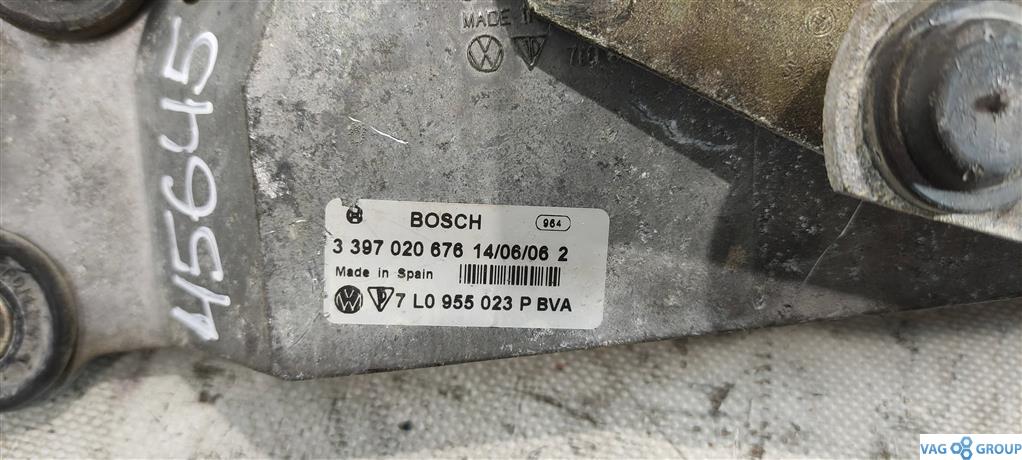 MADE IN
45645
BOSCH 964
3 397 020 676 14/06/06 2
Made in Spain
7 L0 955 023 P BVA
VAG GROUP